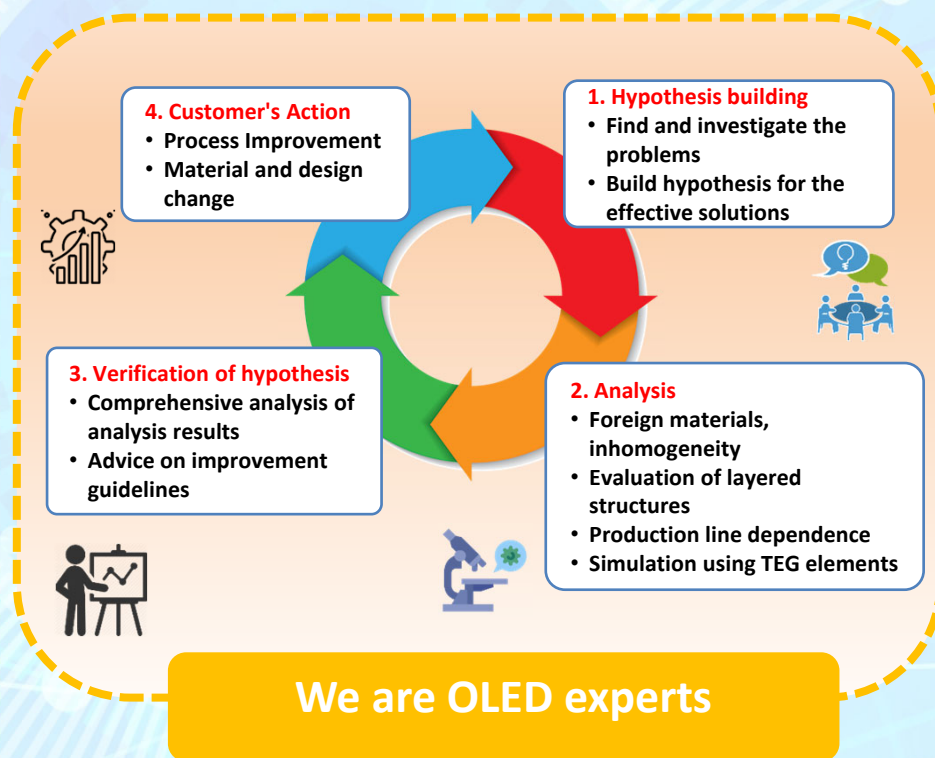 1. Hypothesis building
• Find and investigate the
problems
• Build hypothesis for the
effective solutions
2. Analysis
• Foreign materials,
inhomogeneity
• Evaluation of layered
structures
• Production line dependence
• Simulation using TEG elements
3. Verification of hypothesis
• Comprehensive analysis of
analysis results
• Advice on improvement
guidelines
4. Customer's Action
• Process Improvement
• Material and design
change
We are OLED experts